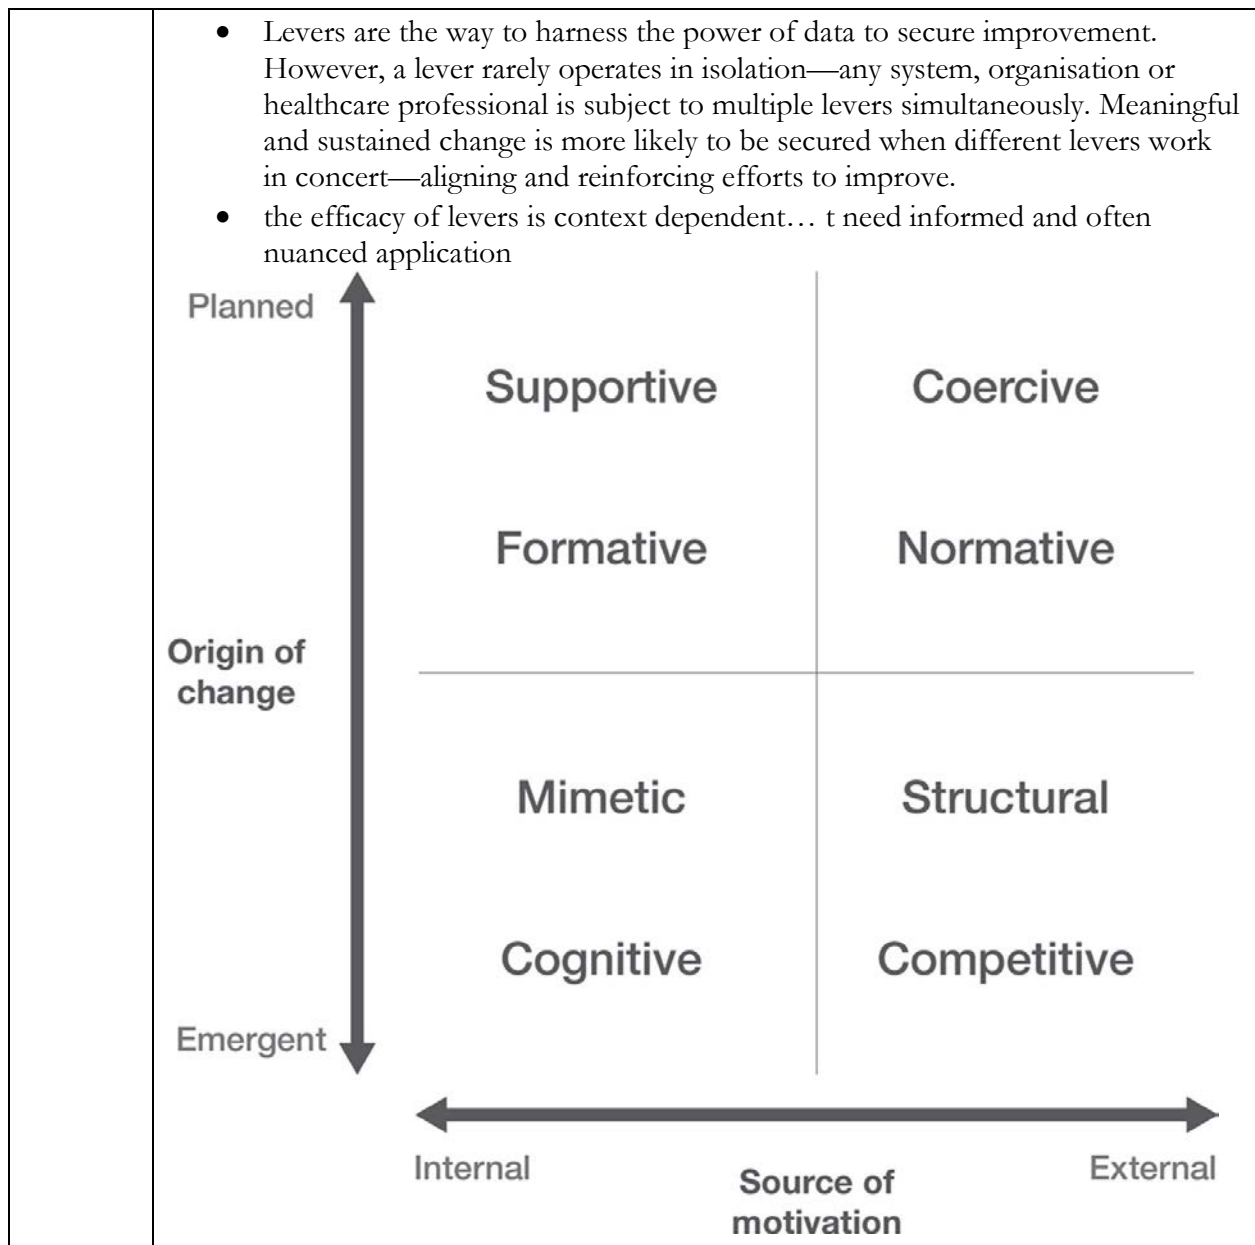 • Levers are the way to harness the power of data to secure improvement.
However, a lever rarely operates in isolation—any system, organisation or
healthcare professional is subject to multiple levers simultaneously. Meaningful
and sustained change is more likely to be secured when different levers work
in concert—aligning and reinforcing efforts to improve.
• the efficacy of levers is context dependent… t need informed and often
nuanced application
Planned
Supportive
Coercive
Formative
Normative
Origin of
change
Mimetic
Structural
Cognitive
Competitive
Emergent
Internal
External
Source of
motivation